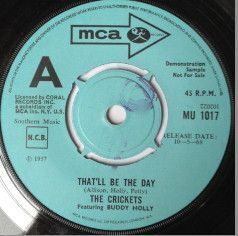 mca
A
Demonstration
Sample
Not For Sale
45 R.P.M.
Licensed by CORAL
RECORDS INC.
a subsidiary of
MCA Inc. N.Y. U.S.
MU 1017
Southern Music
N.C.B
RELEASE DATE:
10-5-68
℗ 1957
THAT'LL BE THE DAY
(Allison, Holly, Petty)
THE CRICKETS
Featuring BUDDY HOLLY